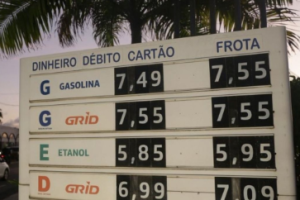 DINHEIRO DÉBITO CARTÃO FROTA
G GASOLINA 7,49 7,55
G GRID 7,55 7,55
E ETANOL 5,85 5,95
D GRID 6,99 7,09